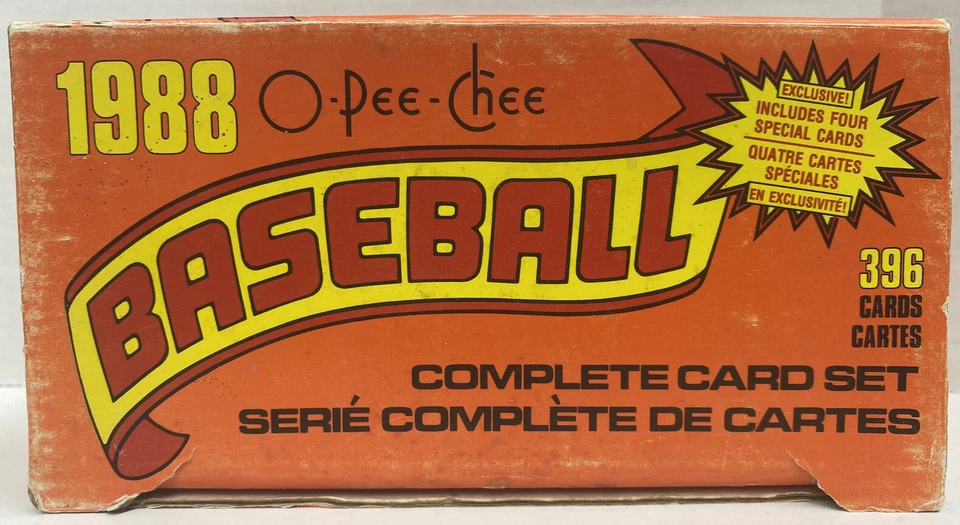 1988
O-Pee-Chee
BASEBALL
EXCLUSIVE!
INCLUDES FOUR
SPECIAL CARDS
QUATRE CARTES
SPÉCIALES
EN EXCLUSIVITÉ!
396
CARDS
CARTES
COMPLETE CARD SET
SERIÉ COMPLÈTE DE CARTES